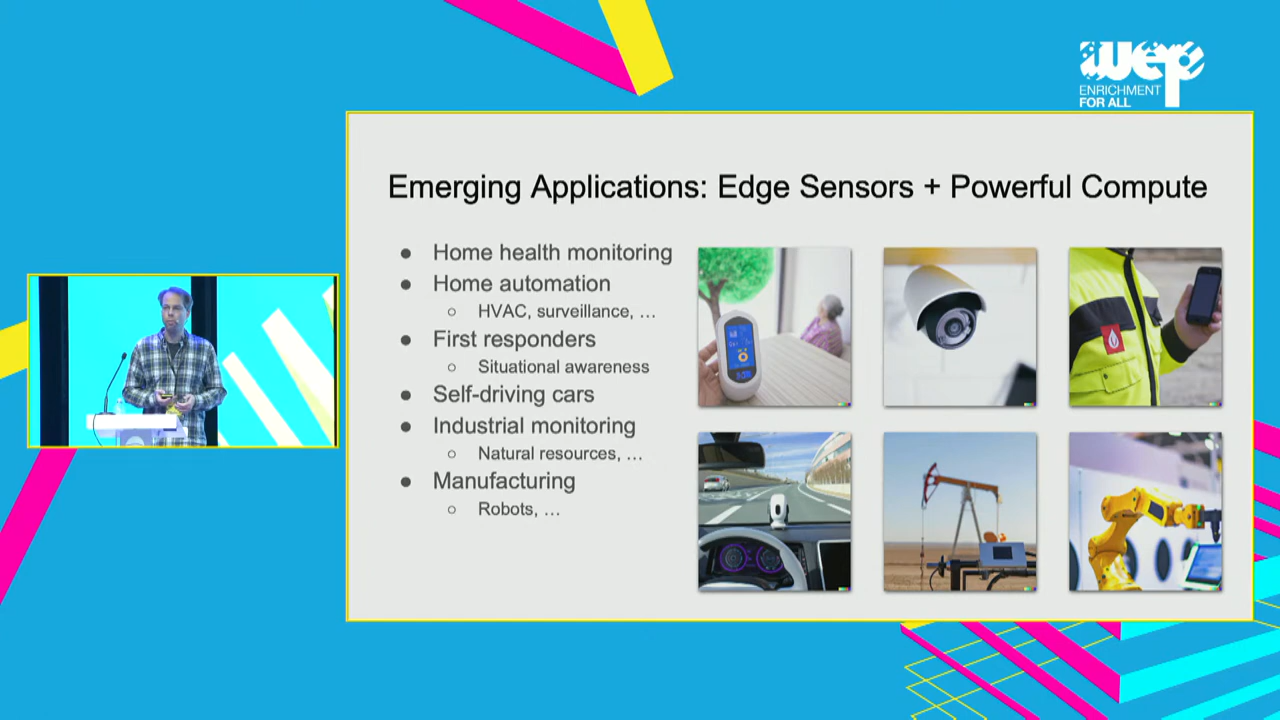 wep
ENRICHMENT
FOR ALL
Emerging Applications: Edge Sensors + Powerful Compute
● Home health monitoring
● Home automation
○ HVAC, surveillance, …
● First responders
○ Situational awareness
● Self-driving cars
● Industrial monitoring
○ Natural resources, …
● Manufacturing
○ Robots, …